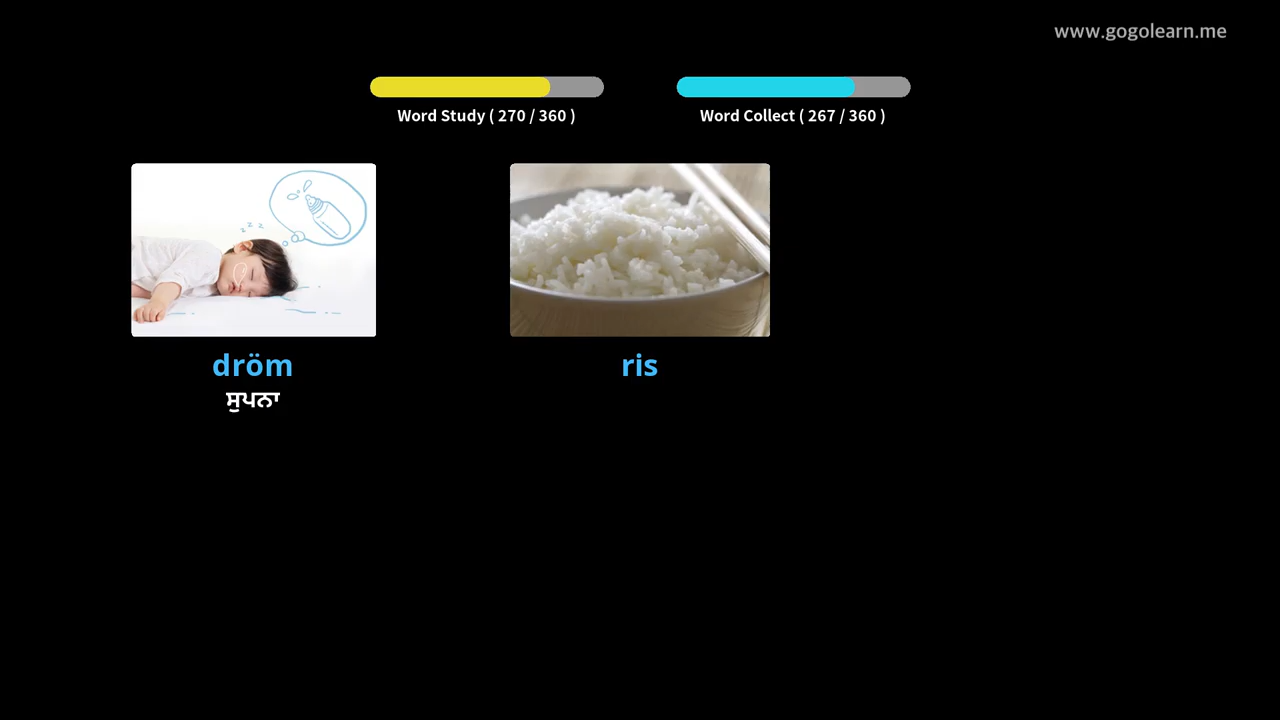 www.gogolearn.me
Word Study ( 270 / 360 )
Word Collect ( 267 / 360 )
z z z
dröm
ris
ਸੁਪਨਾ